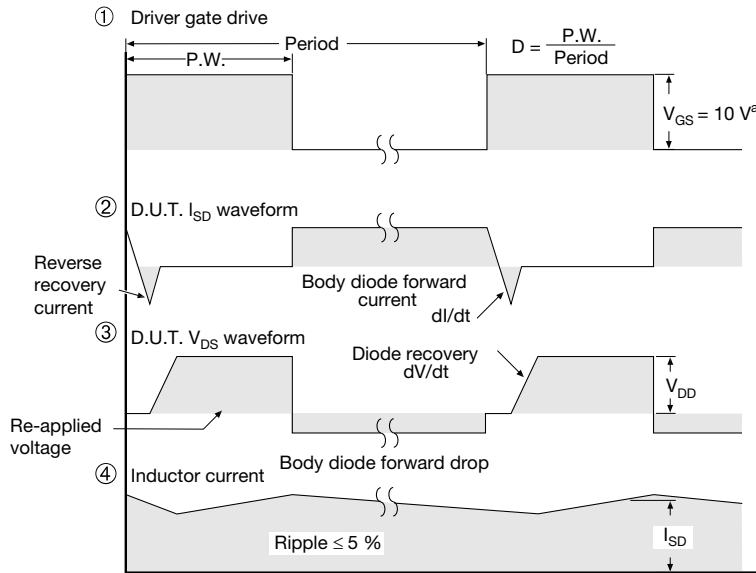 ① Driver gate drive
Period
P.W.
D = P.W. / Period
V_GS = 10 V^a
② D.U.T. I_SD waveform
Reverse
recovery
current
Body diode forward
current
dI/dt
③ D.U.T. V_DS waveform
Diode recovery
dV/dt
V_DD
Re-applied
voltage
Body diode forward drop
④ Inductor current
Ripple ≤ 5 %
I_SD